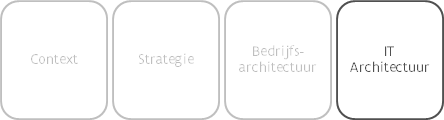 Context
Strategie
Bedrijfs-
architectuur
IT
Architectuur